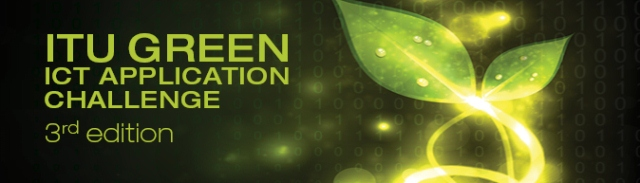 ITU GREEN
ICT APPLICATION
CHALLENGE
3rd edition